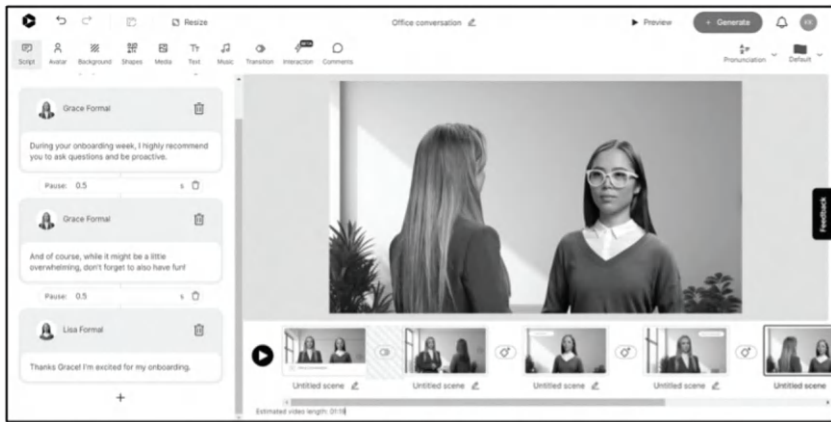 Resize
Office conversation
Preview
+ Generate
Script
Avatar
Background
Shapes
Media
Text
Music
Transition
Interaction
Comments
Pronunciation
Default
Grace Formal
During your onboarding week, I highly recommend
you to ask questions and be proactive.
Pause: 0.5 s
Grace Formal
And of course, while it might be a little
overwhelming, don't forget to also have fun!
Pause: 0.5 s
Lisa Formal
Thanks Grace! I'm excited for my onboarding.
+
Feedback
Untitled scene
Untitled scene
Untitled scene
Untitled scene
Untitled scene
Estimated video length: 01:18